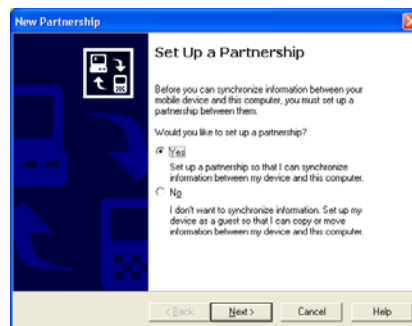 New Partnership
Set Up a Partnership
Before you can synchronize information between your
mobile device and this computer, you must set up a
partnership between them.
Would you like to set up a partnership?
Yes
Set up a partnership so that I can synchronize
information between my device and this computer.
No
I don't want to synchronize information. Set up my
device as a guest so that I can copy or move
information between my device and this computer.
< Back
Next >
Cancel
Help